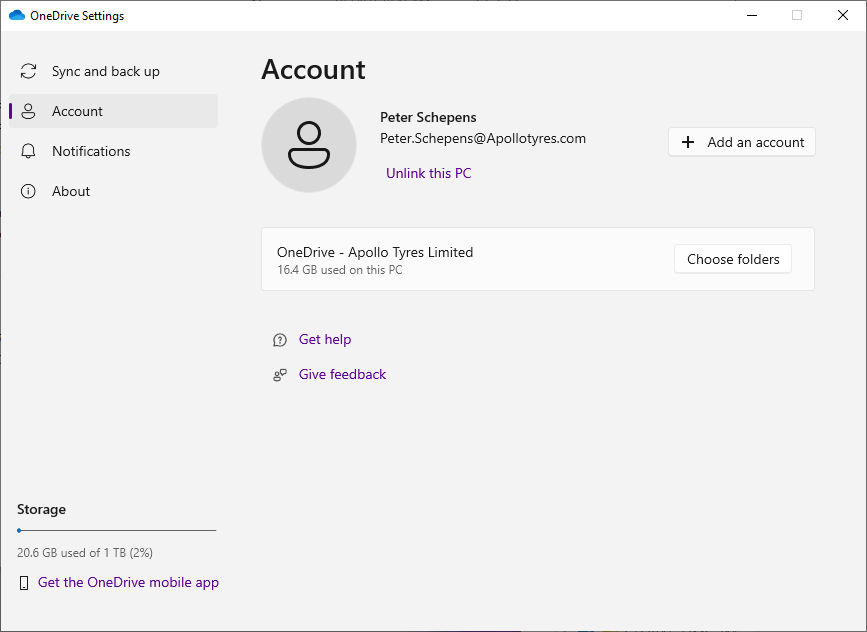 OneDrive Settings
Sync and back up
Account
Notifications
About
Account
Peter Schepens
Peter.Schepens@Apollotyres.com
Unlink this PC
Add an account
OneDrive - Apollo Tyres Limited
16.4 GB used on this PC
Choose folders
Get help
Give feedback
Storage
20.6 GB used of 1 TB (2%)
Get the OneDrive mobile app